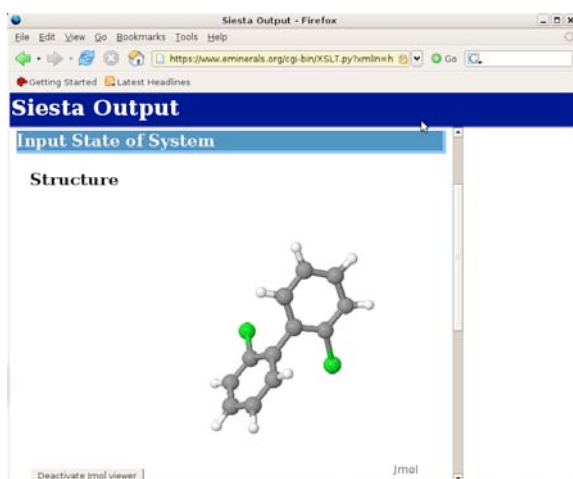 Siesta Output - Firefox
File Edit View Go Bookmarks Tools Help
https://www.eminerals.org/cgi-bin/XSLT.py?xmlin=h Go
Getting Started Latest Headlines
Siesta Output
Input State of System
Structure
Jmol
Deactivate Jmol viewer